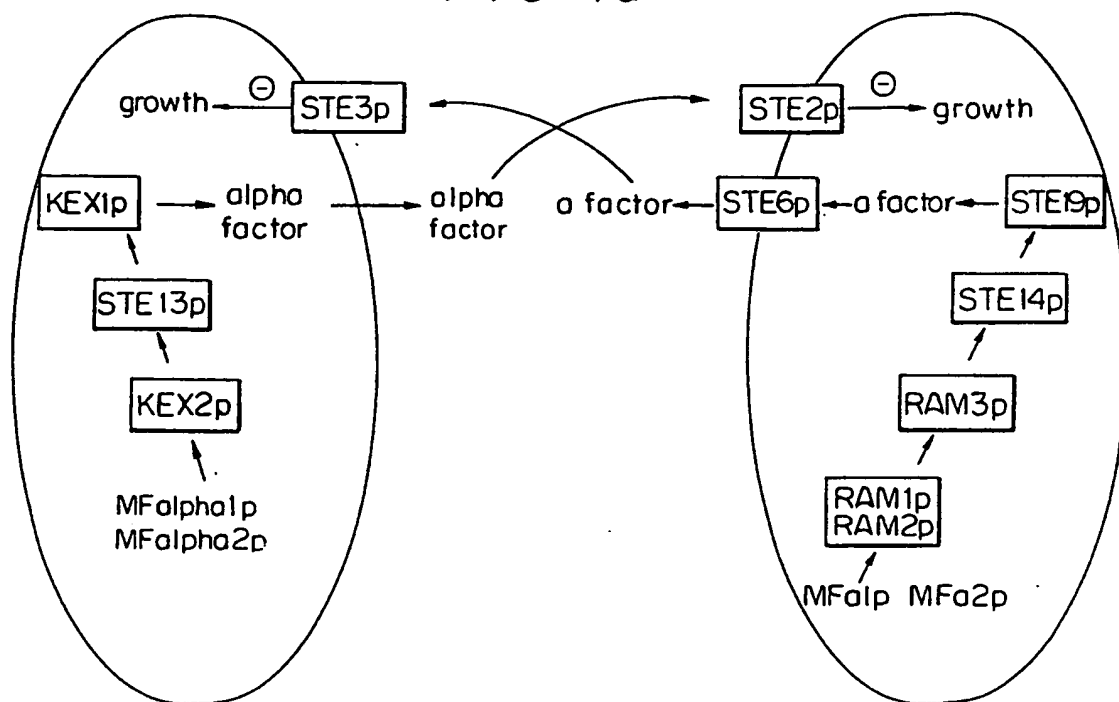 growth
⊖
STE3p
STE2p
⊖
growth
KEX1p
alpha
factor
alpha
factor
a factor
STE6p
a factor
STE19p
STE13p
STE14p
KEX2p
RAM3p
MFalpha1p
MFalpha2p
RAM1p
RAM2p
MFa1p MFa2p